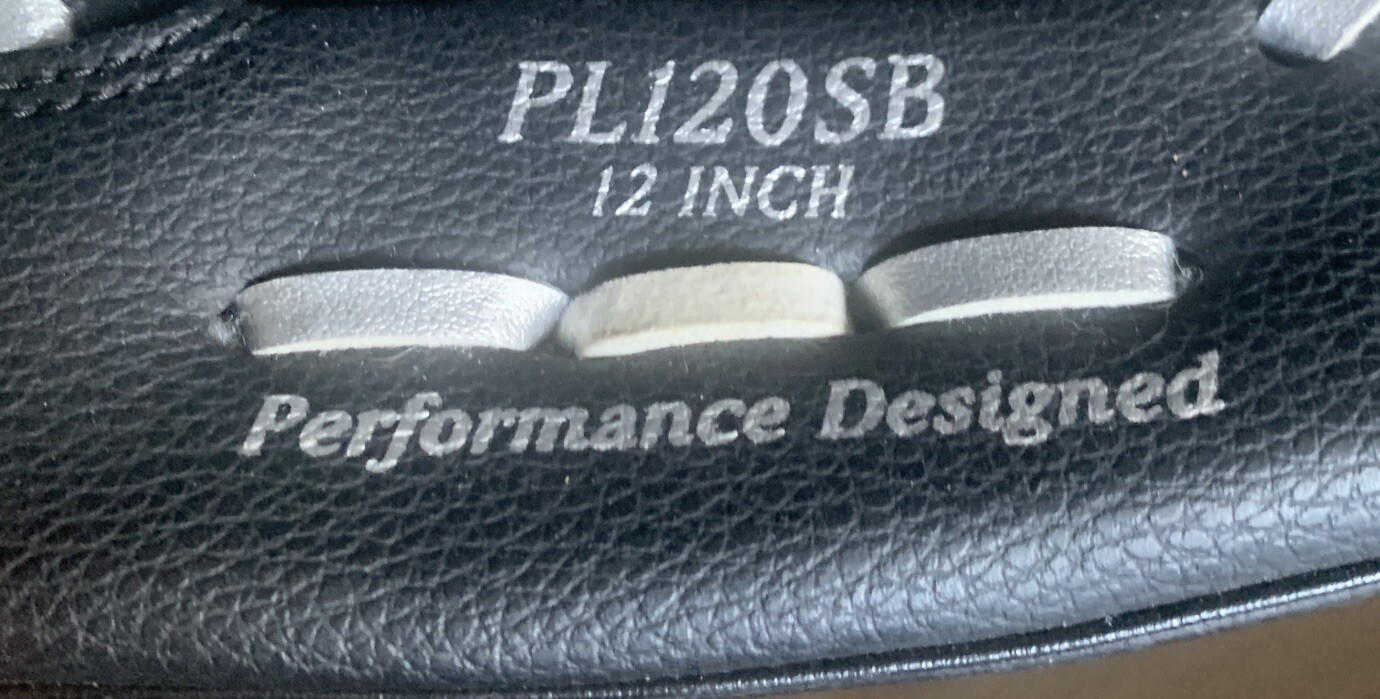 PL120SB
12 INCH
Performance Designed